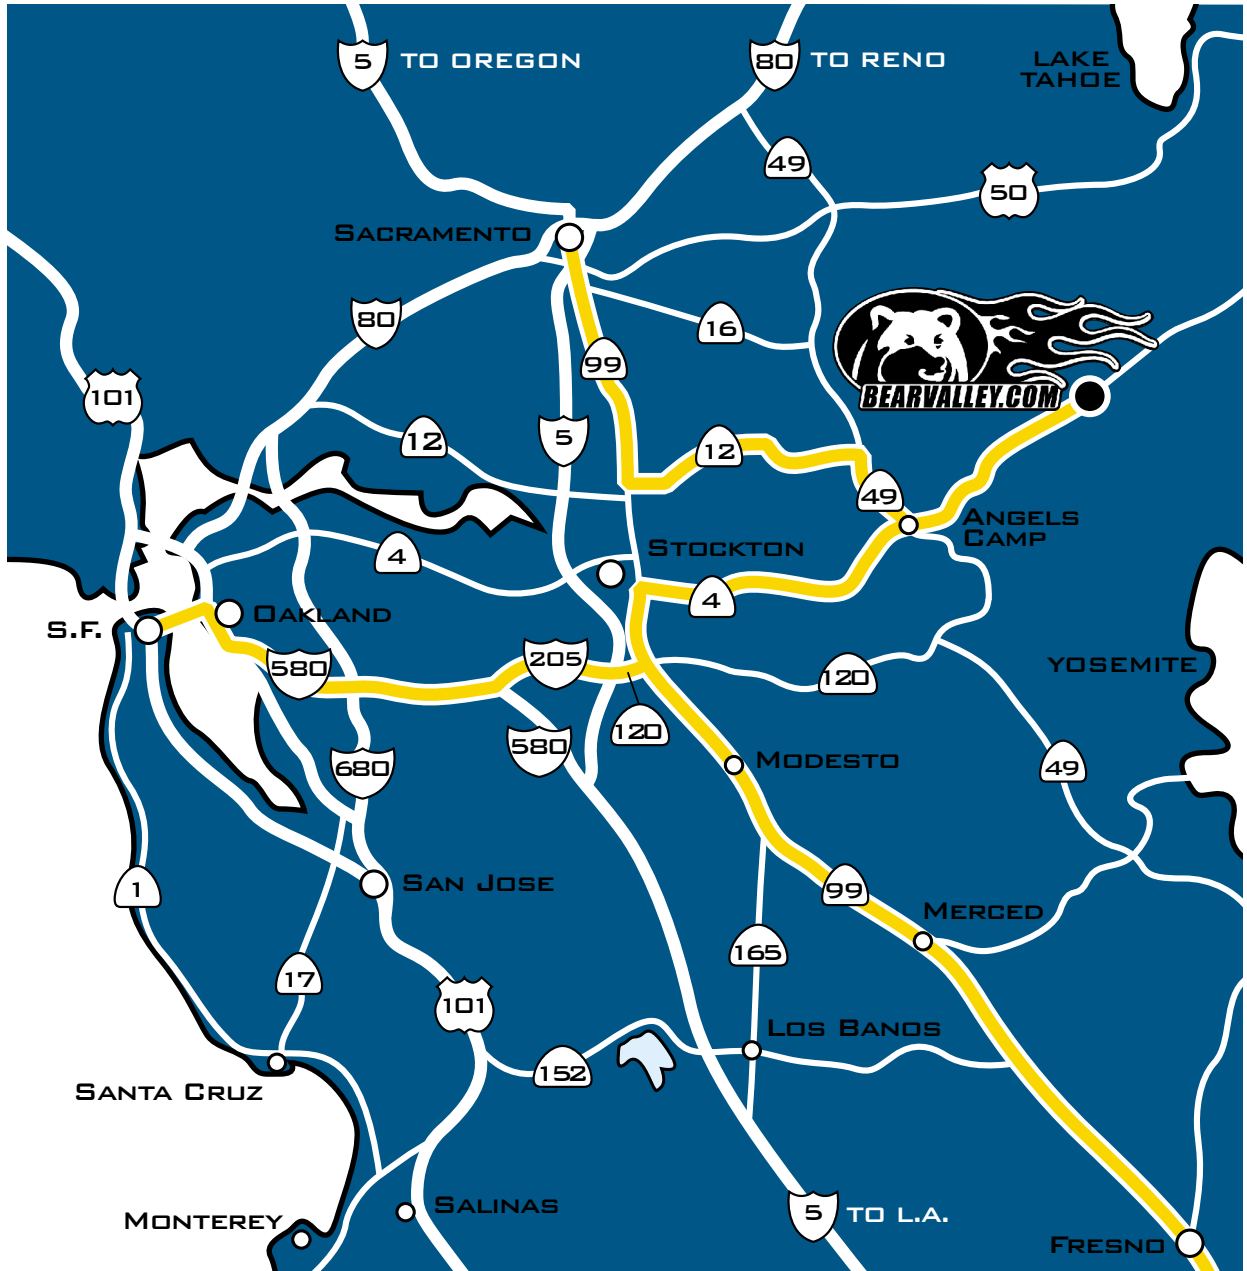 5 TO OREGON
80 TO RENO
LAKE
TAHOE
49
50
SACRAMENTO
80
16
99
101
BEARVALLEY.COM
12
5
12
49
ANGELS
CAMP
4
STOCKTON
4
S.F.
OAKLAND
580
205
120
YOSEMITE
120
580
680
MODESTO
49
1
SAN JOSE
99
MERCED
17
165
101
LOS BANOS
152
SANTA CRUZ
SALINAS
5 TO L.A.
MONTEREY
FRESNO